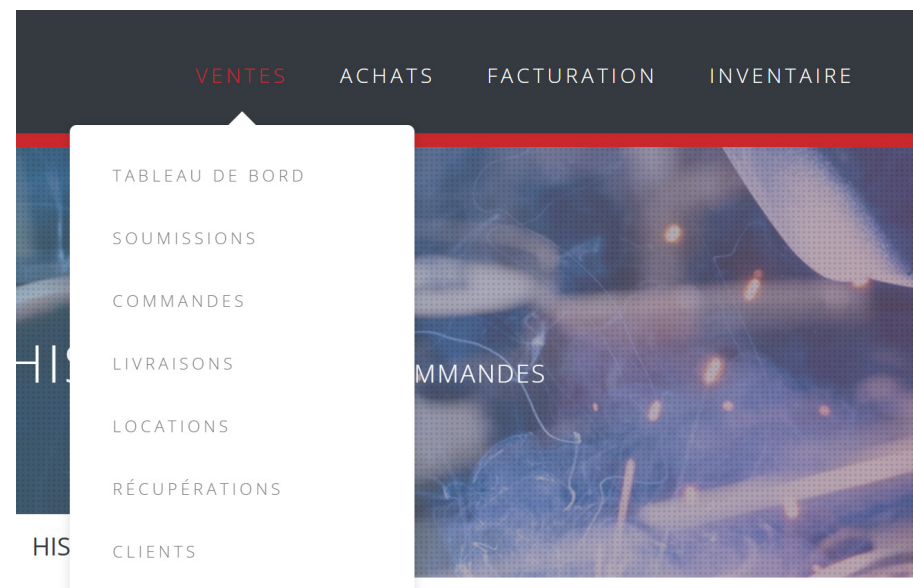 VENTES ACHATS FACTURATION INVENTAIRE
TABLEAU DE BORD
SOUMISSIONS
COMMANDES
LIVRAISONS
LOCATIONS
RÉCUPÉRATIONS
CLIENTS